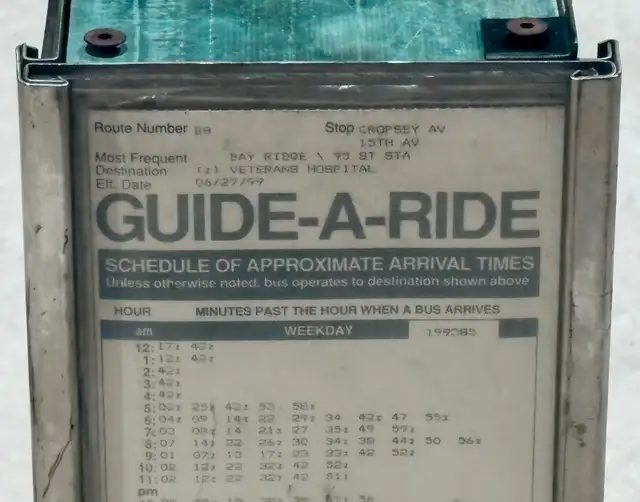 Route Number B8 Stop CROPSEY AV
15TH AV
Most Frequent BAY RIDGE \ 95 ST STA
Destination (z) VETERANS HOSPITAL
Eff. Date 06/27/99
GUIDE-A-RIDE
SCHEDULE OF APPROXIMATE ARRIVAL TIMES
Unless otherwise noted, bus operates to destination shown above
HOUR MINUTES PAST THE HOUR WHEN A BUS ARRIVES
am WEEKDAY 199385
12: 17z 42z
1: 12z 42z
2: 42z
3: 42z
4: 42z
5: 02z 25z 42z 53 58z
6: 04z 09 14z 22 29z 34 42z 47 55z
7: 03 08z 14 21z 27 35z 49 59z
8: 07 14z 22 26z 30 34z 38 44z 50 56z
9: 01 07z 13 17z 23 33z 42 52z
10: 02 12z 22 32z 42 52z
11: 02 12z 22 32z 42 51z
pm